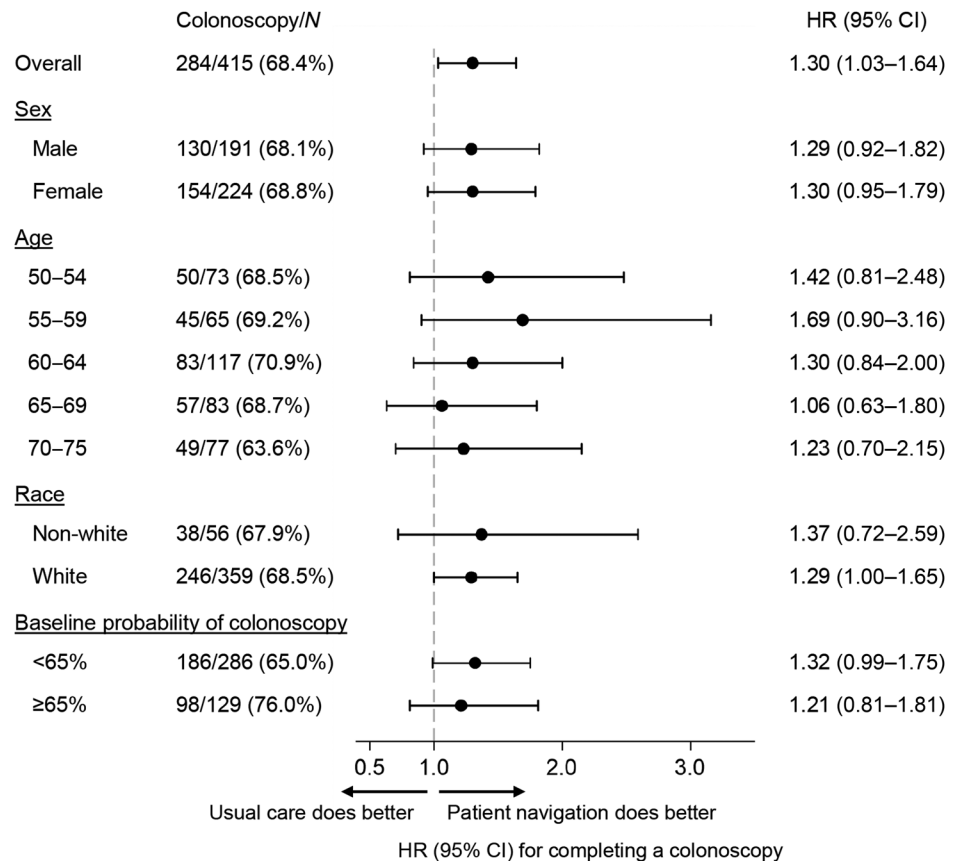 Colonoscopy/N HR (95% CI)
Overall 284/415 (68.4%) 1.30 (1.03–1.64)
Sex
Male 130/191 (68.1%) 1.29 (0.92–1.82)
Female 154/224 (68.8%) 1.30 (0.95–1.79)
Age
50–54 50/73 (68.5%) 1.42 (0.81–2.48)
55–59 45/65 (69.2%) 1.69 (0.90–3.16)
60–64 83/117 (70.9%) 1.30 (0.84–2.00)
65–69 57/83 (68.7%) 1.06 (0.63–1.80)
70–75 49/77 (63.6%) 1.23 (0.70–2.15)
Race
Non-white 38/56 (67.9%) 1.37 (0.72–2.59)
White 246/359 (68.5%) 1.29 (1.00–1.65)
Baseline probability of colonoscopy
<65% 186/286 (65.0%) 1.32 (0.99–1.75)
≥65% 98/129 (76.0%) 1.21 (0.81–1.81)
0.5 1.0 2.0 3.0
Usual care does better Patient navigation does better
HR (95% CI) for completing a colonoscopy